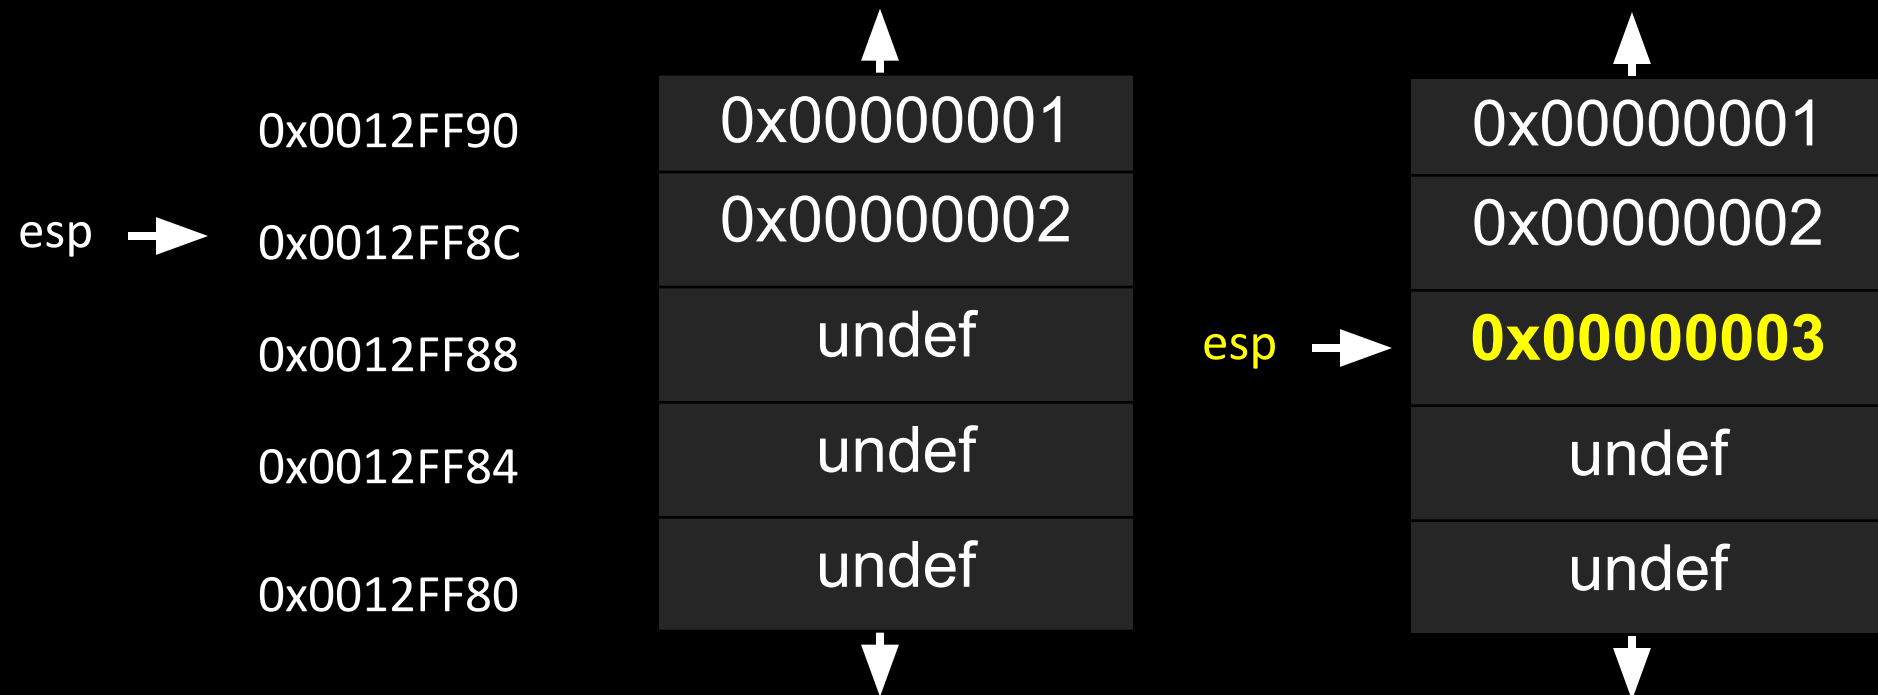 0x0012FF90 0x00000001 0x00000001
esp 0x0012FF8C 0x00000002 0x00000002
0x0012FF88 undef esp 0x00000003
0x0012FF84 undef undef
0x0012FF80 undef undef